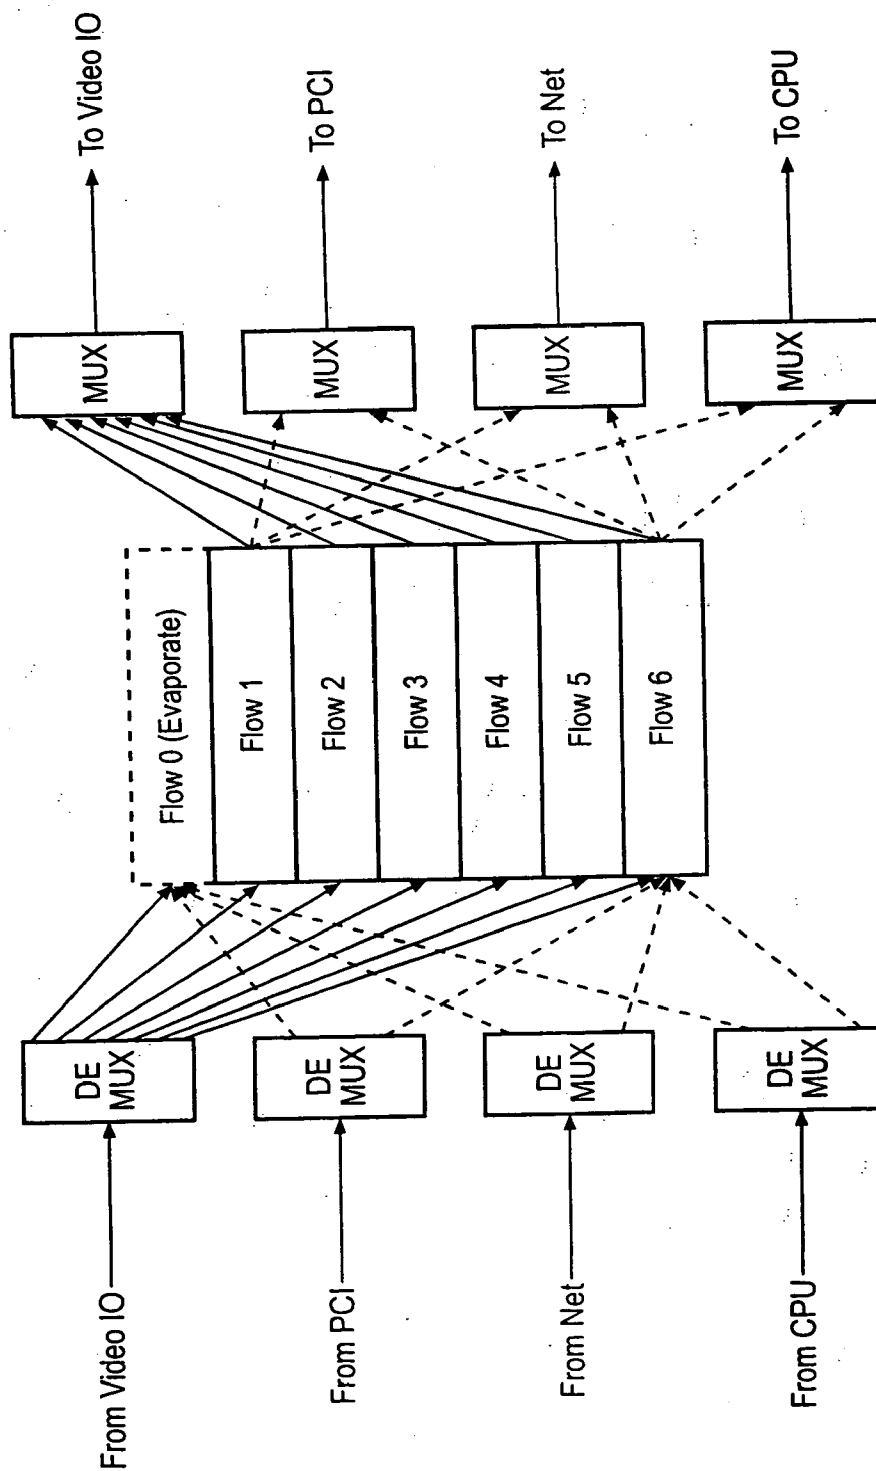 From Video IO
DE
MUX
From PCI
DE
MUX
From Net
DE
MUX
From CPU
DE
MUX
Flow 0 (Evaporate)
Flow 1
Flow 2
Flow 3
Flow 4
Flow 5
Flow 6
MUX
To Video IO
MUX
To PCI
MUX
To Net
MUX
To CPU